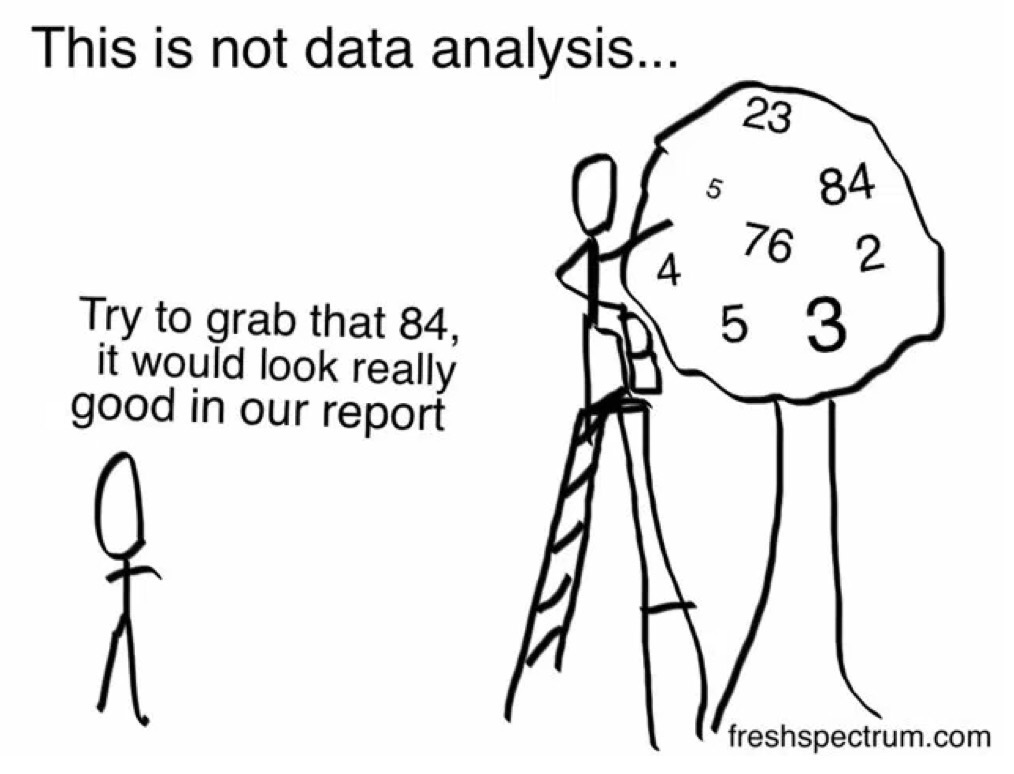 This is not data analysis...
23
5
84
76
2
4
5
3
Try to grab that 84,
it would look really
good in our report
freshspectrum.com